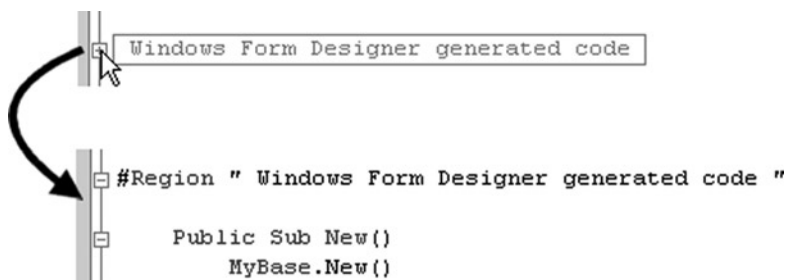 Windows Form Designer generated code
#Region " Windows Form Designer generated code "
Public Sub New()
MyBase.New()